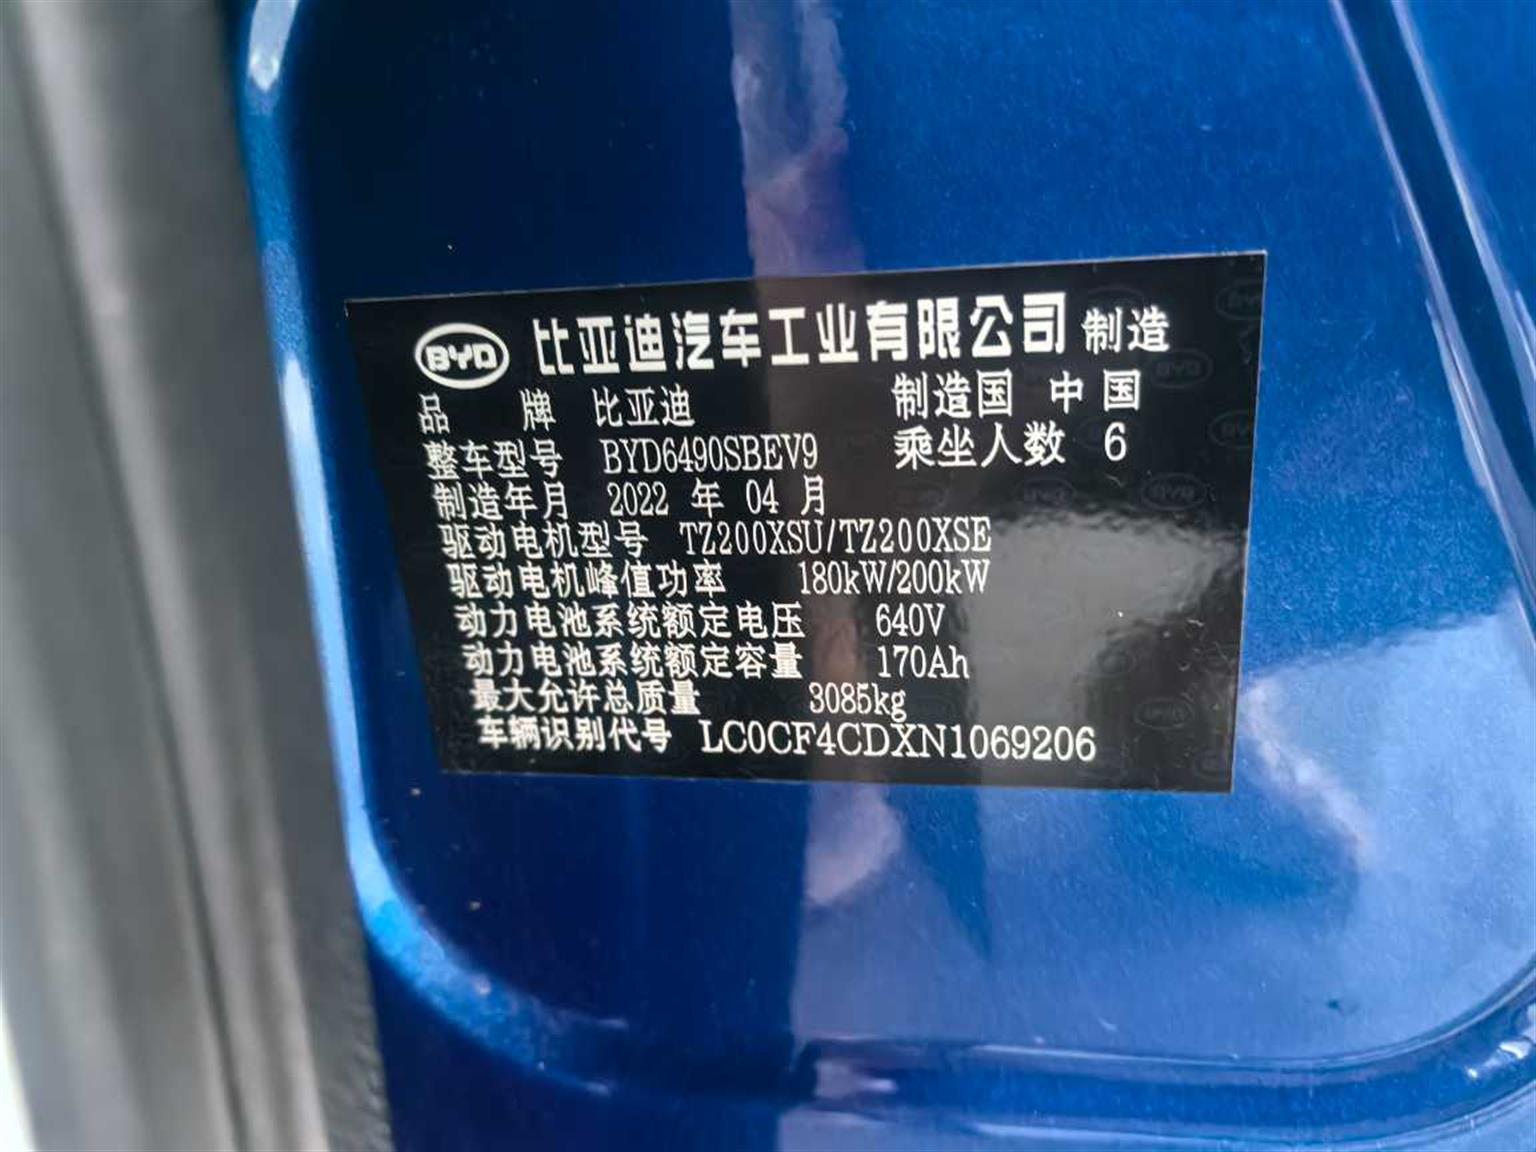 BYD 比亚迪汽车工业有限公司 制造
品 牌 比亚迪 制造国 中国
整车型号 BYD6490SBEV9 乘坐人数 6
制造年月 2022 年 04 月
驱动电机型号 TZ200XSU/TZ200XSE
驱动电机峰值功率 180kW/200kW
动力电池系统额定电压 640V
动力电池系统额定容量 170Ah
最大允许总质量 3085kg
车辆识别代号 LC0CF4CDXN1069206